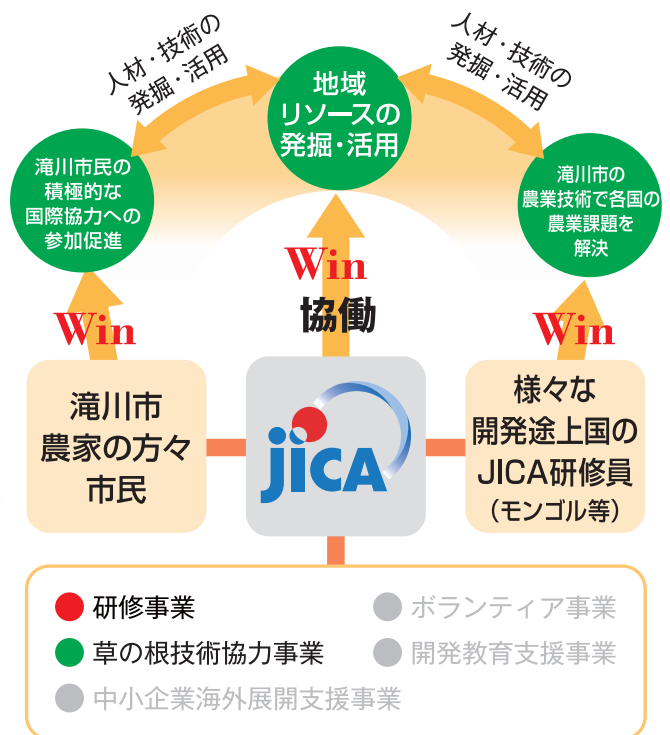 人材・技術の
発掘・活用
人材・技術の
発掘・活用
地域
リソースの
発掘・活用
滝川市民の
積極的な
国際協力への
参加促進
滝川市の
農業技術で各国の
農業課題を
解決
Win
Win
Win
協働
滝川市
農家の方々
市民
JICA
様々な
開発途上国の
JICA研修員
（モンゴル等）
研修事業
ボランティア事業
草の根技術協力事業
開発教育支援事業
中小企業海外展開支援事業